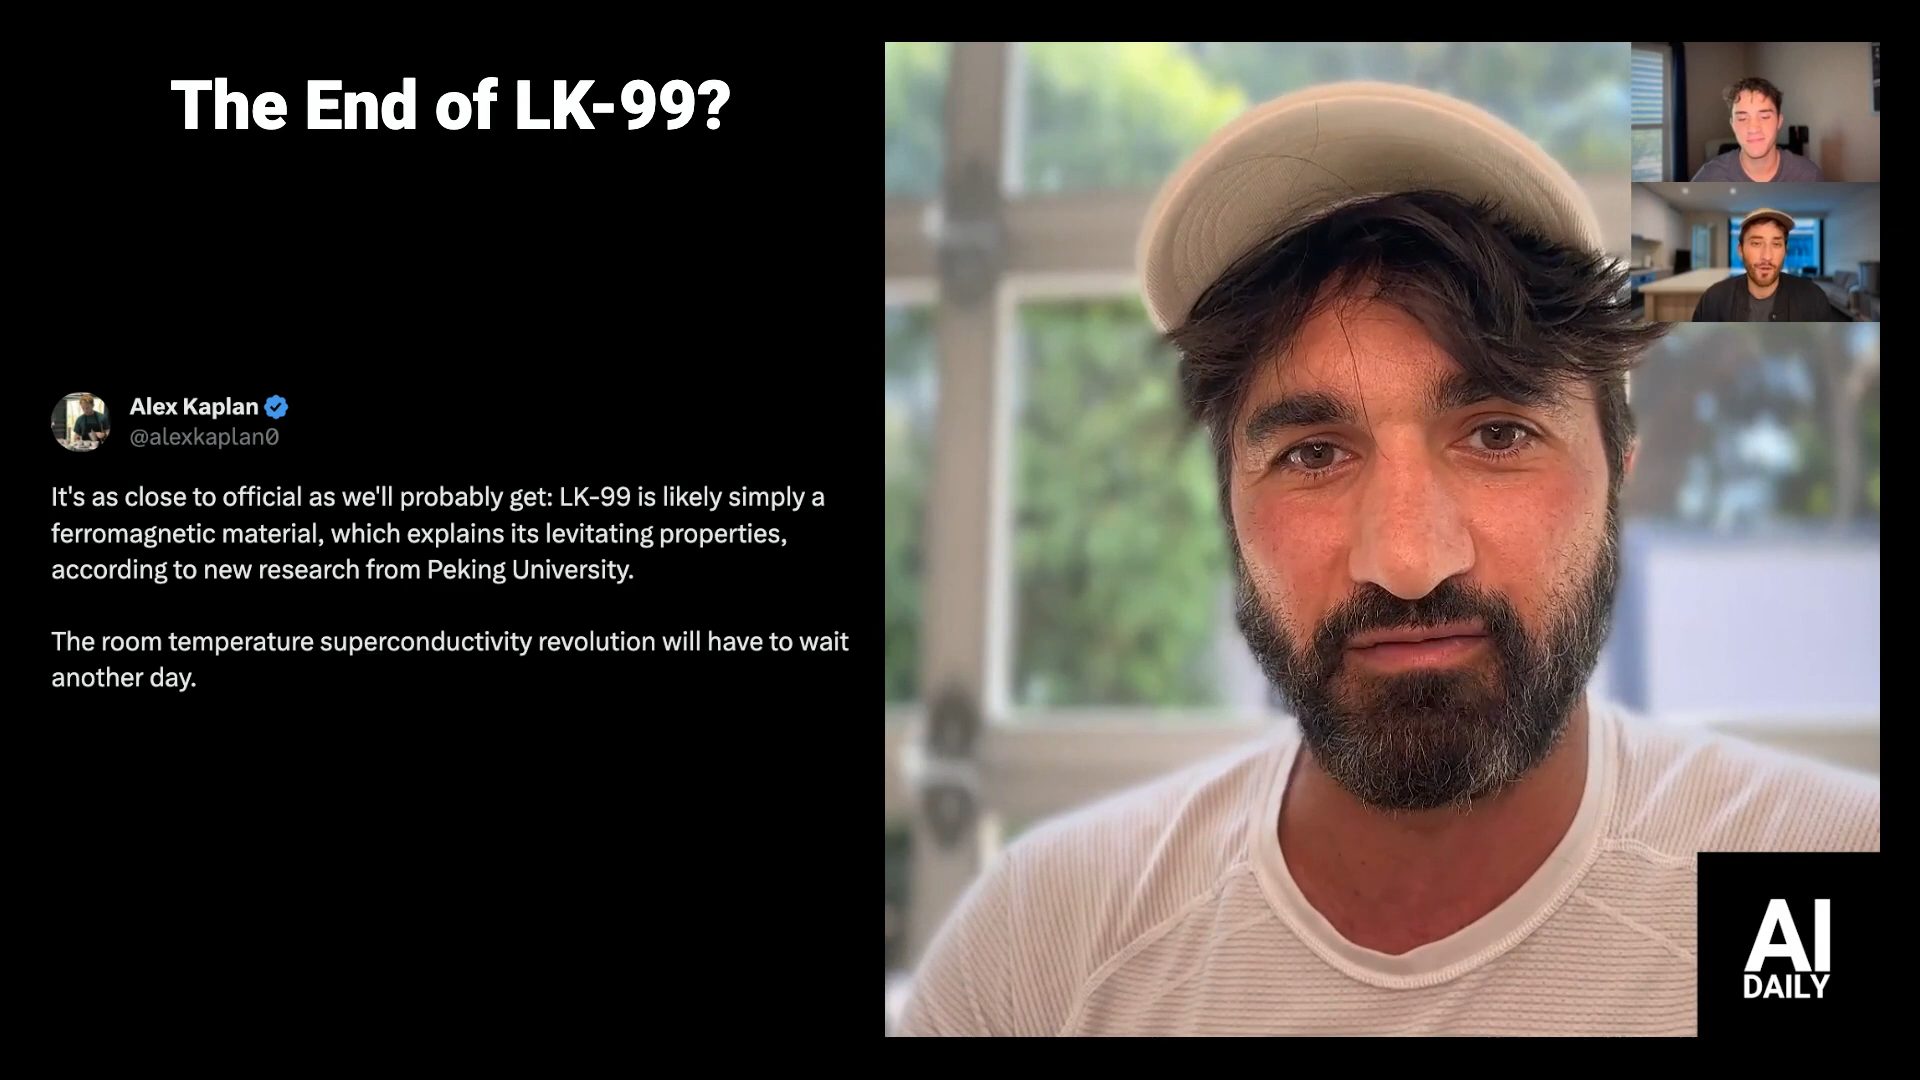 The End of LK-99?
Alex Kaplan
@alexkaplan0
It's as close to official as we'll probably get: LK-99 is likely simply a
ferromagnetic material, which explains its levitating properties,
according to new research from Peking University.
The room temperature superconductivity revolution will have to wait
another day.
AI
DAILY